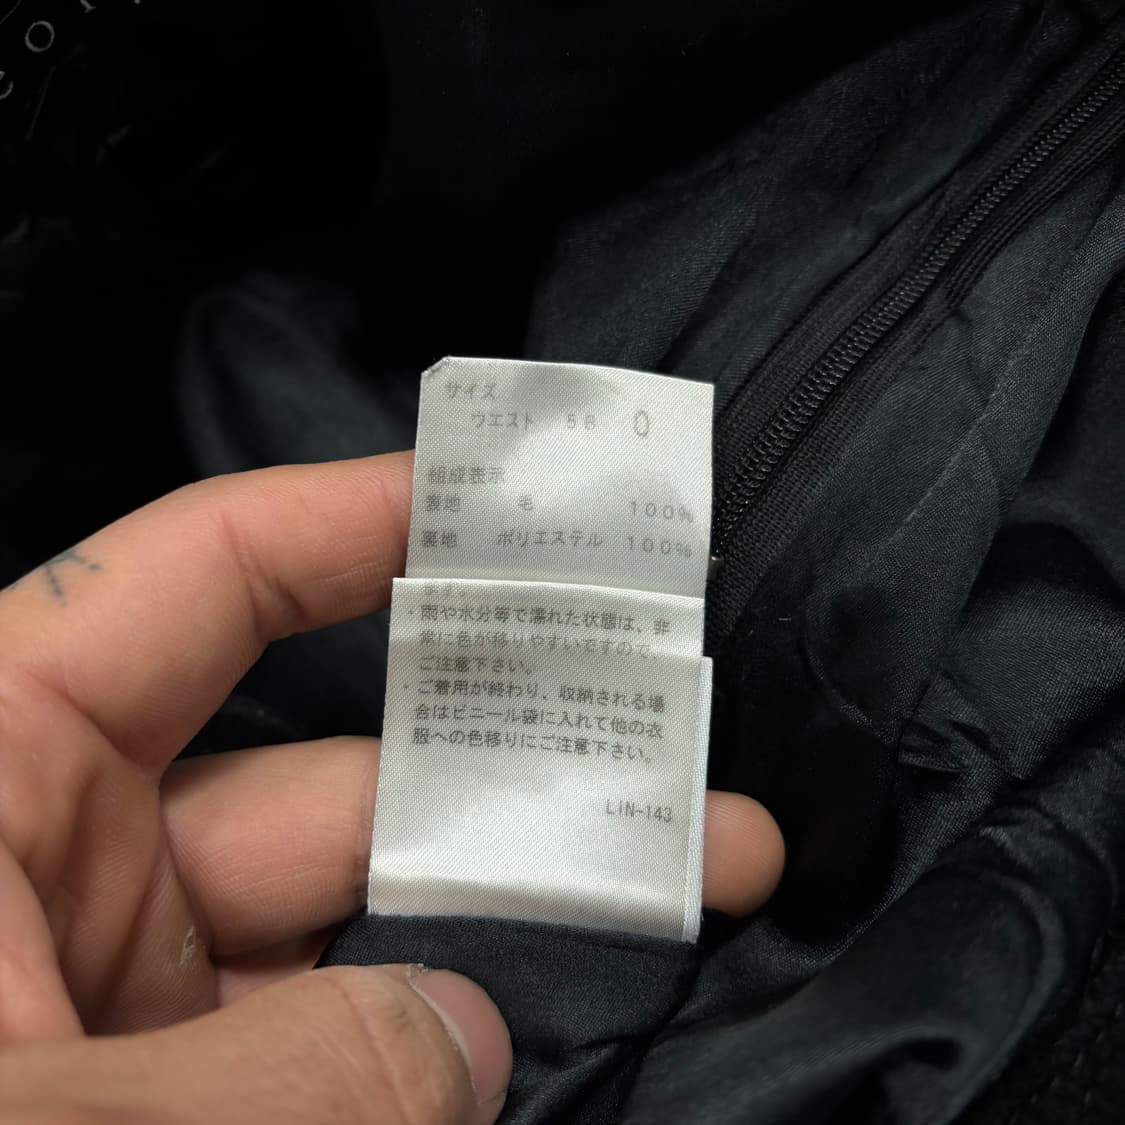 サイズ
ウエスト 56 0
組成表示
表地 毛 100%
裏地 ポリエステル 100%
ます。
・雨や水分等で濡れた状態は、非
常に色が移りやすいですので、
ご注意下さい。
・ご着用が終わり、収納される場
合はビニール袋に入れて他の衣
服への色移りにご注意下さい。
LIN-143